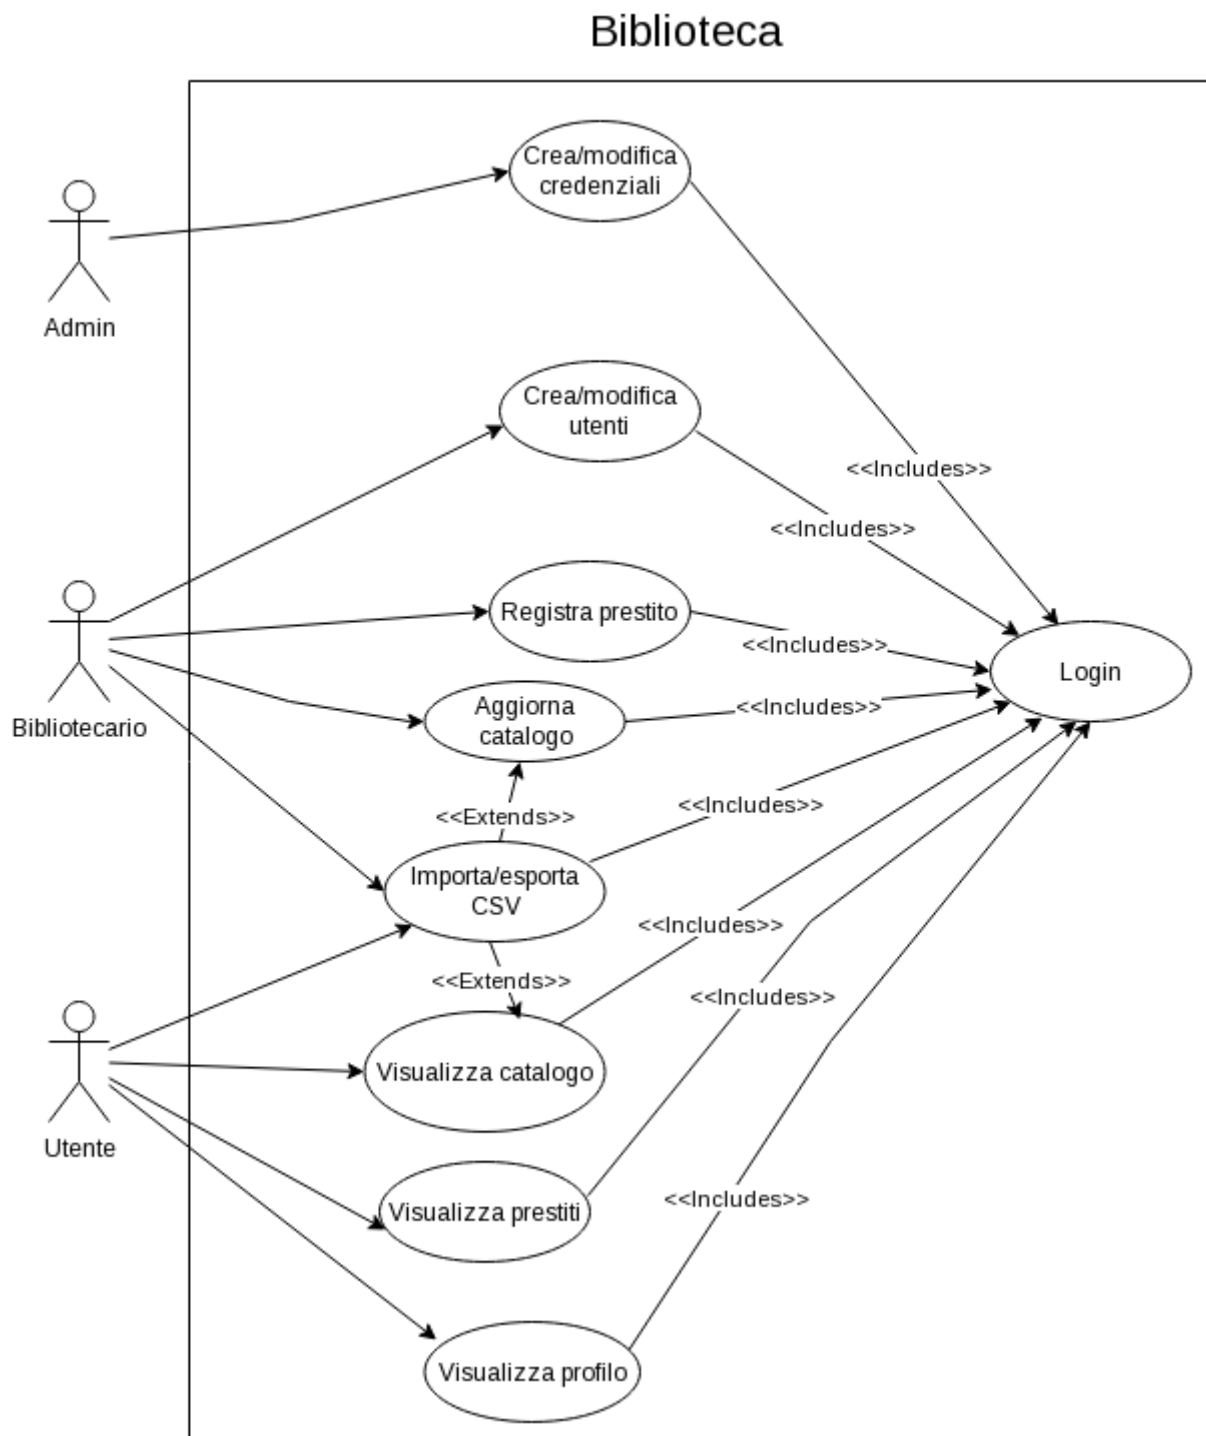 Biblioteca
Crea/modifica
credenziali
Admin
Crea/modifica
utenti
<<Includes>>
<<Includes>>
Registra prestito
<<Includes>>
Login
Bibliotecario
Aggiorna
catalogo
<<Includes>>
<<Extends>>
<<Includes>>
Importa/esporta
CSV
<<Includes>>
<<Extends>>
<<Includes>>
Visualizza catalogo
Utente
Visualizza prestiti
<<Includes>>
Visualizza profilo